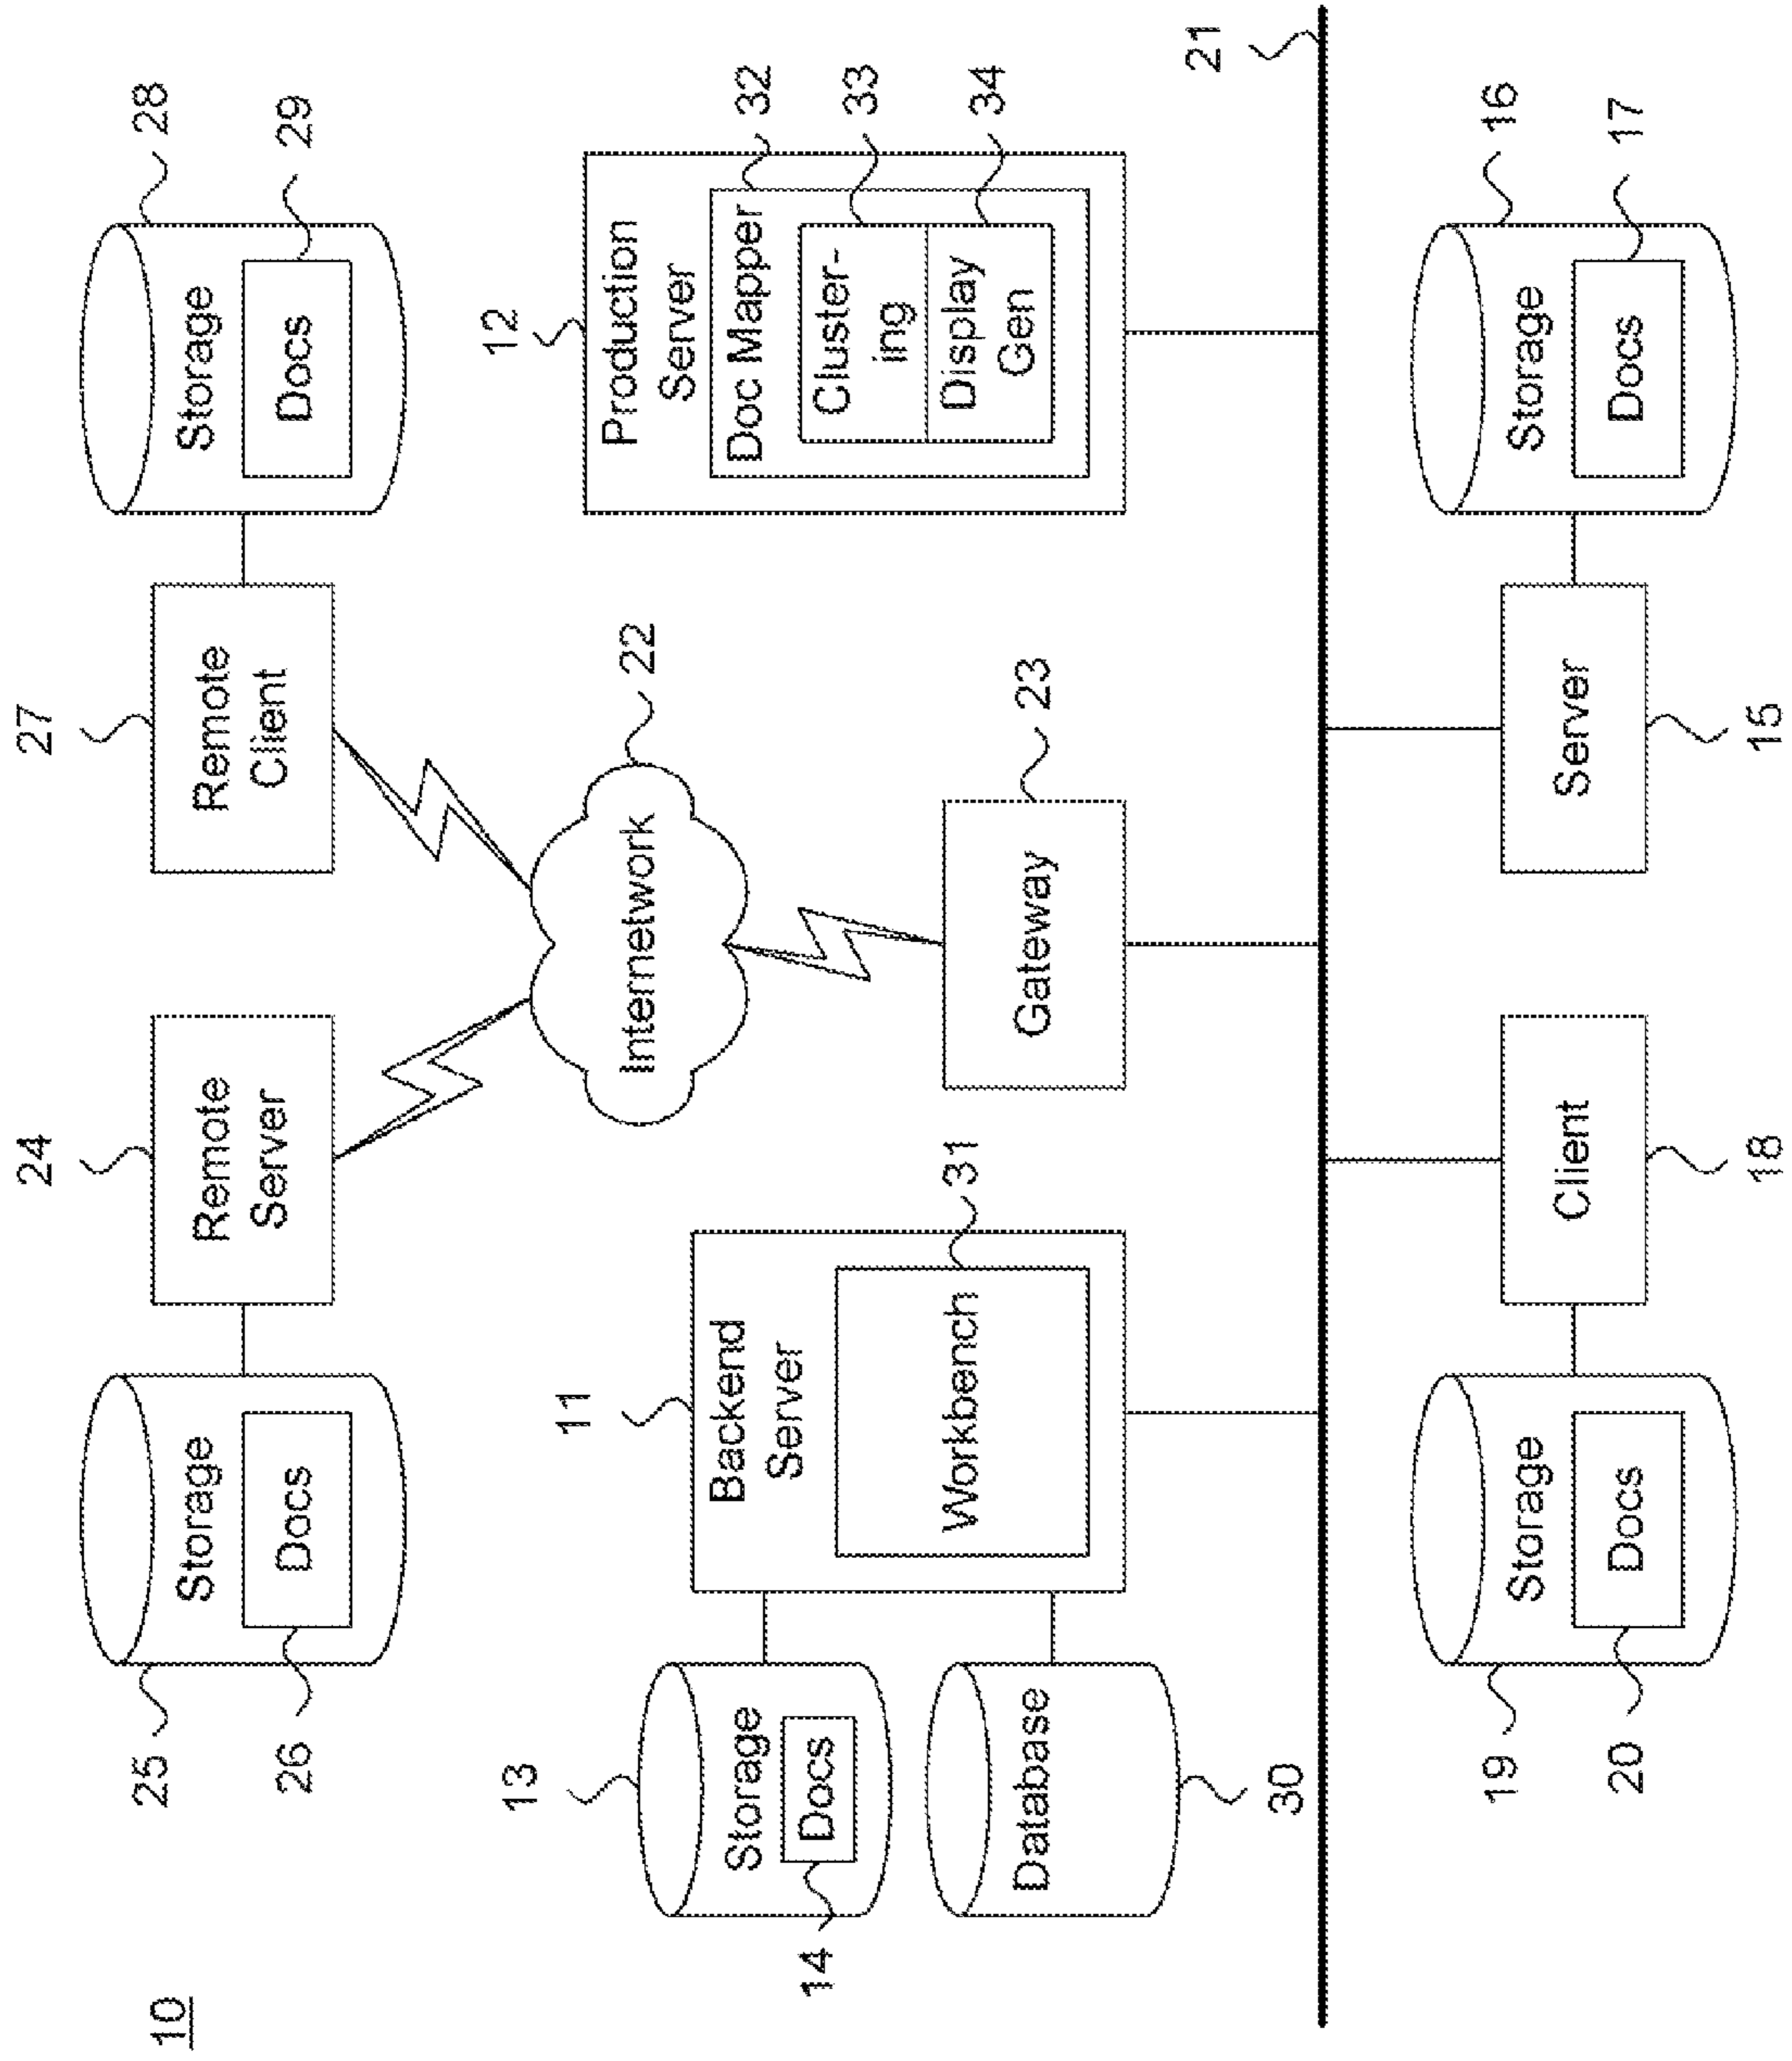 10
24
27
25
28
Storage
Docs
Remote
Server
Remote
Client
Storage
Docs
26
29
11
22
12
13
Storage
Docs
14
Backend
Server
Workbench
31
Internetwork
Production
Server
Doc Mapper
Cluster-
ing
Display
Gen
32
33
34
Database
30
Gateway
23
21
19
Storage
Docs
20
Client
18
Server
15
Storage
Docs
16
17